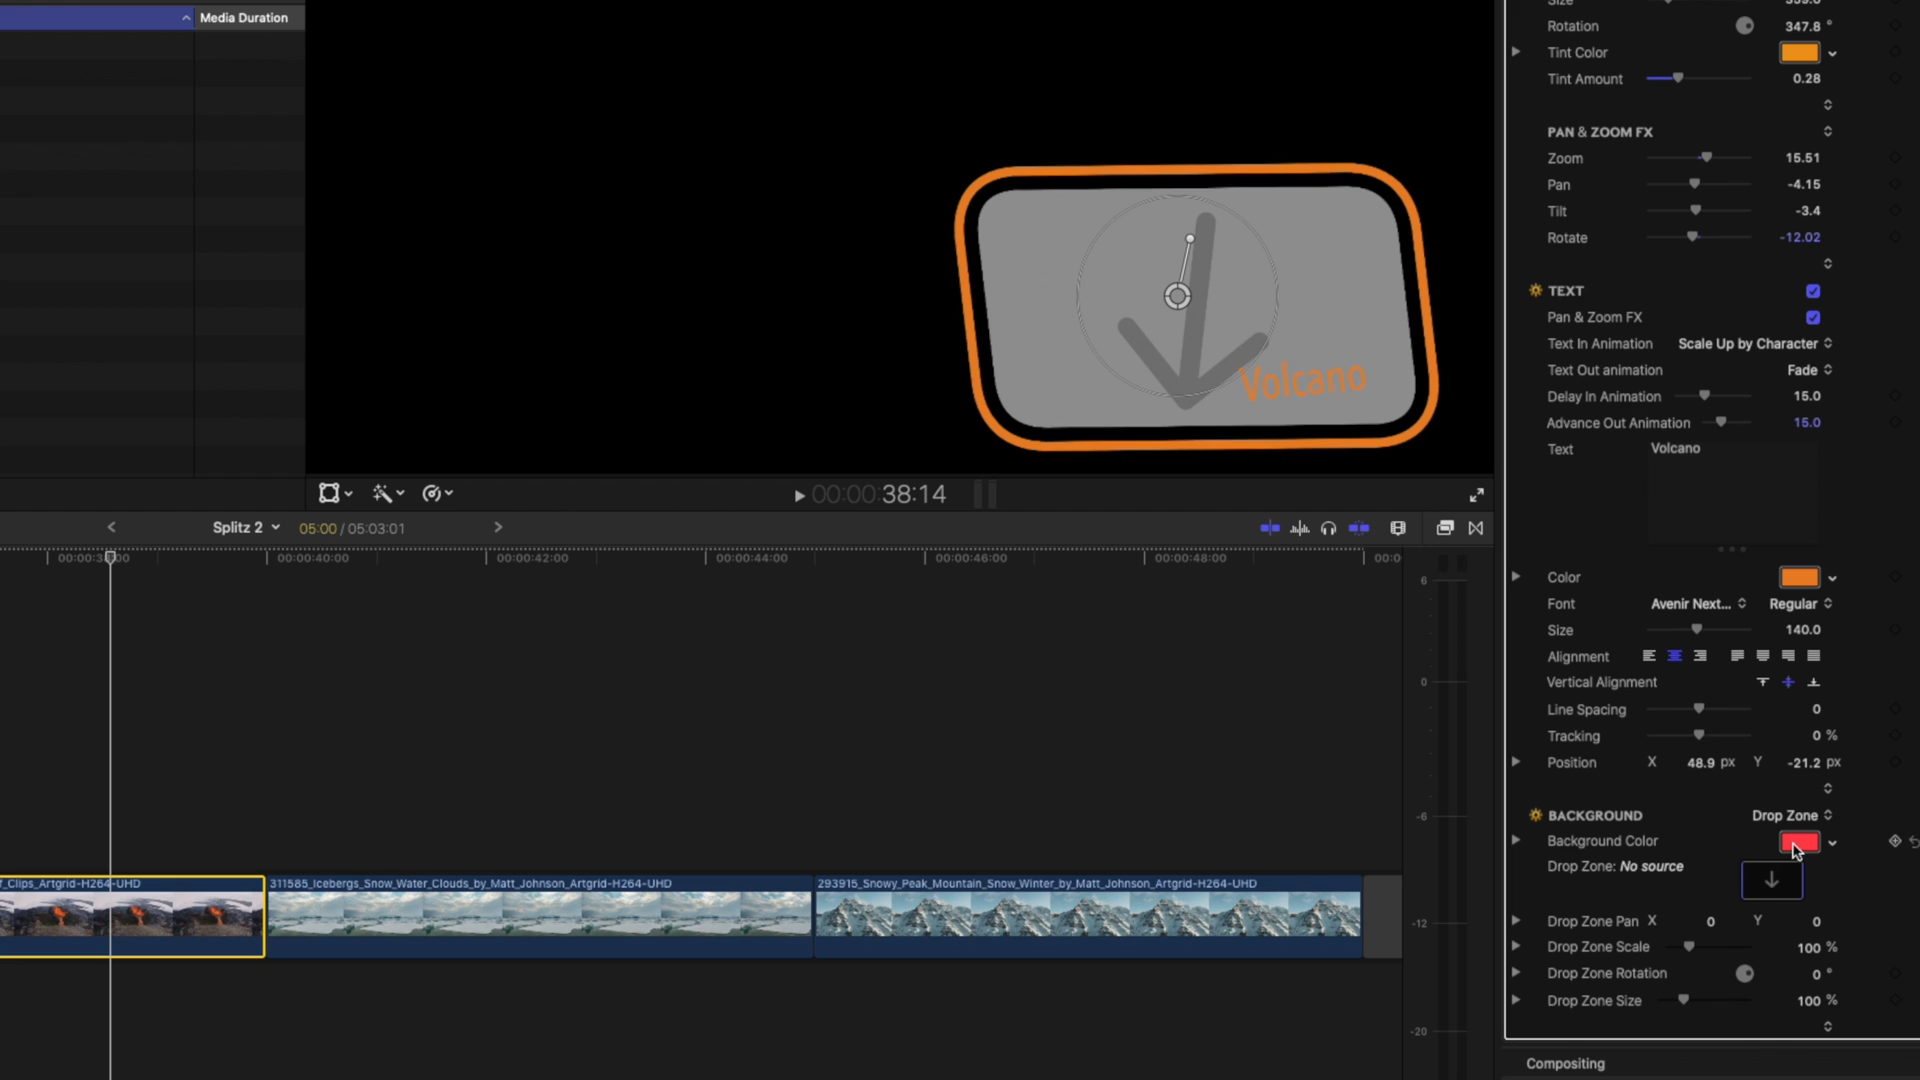 Media Duration
Size 359.0
Rotation 347.8 °
Tint Color
Tint Amount 0.28
PAN & ZOOM FX
Zoom 15.51
Pan -4.15
Tilt -3.4
Rotate -12.02
TEXT
Pan & Zoom FX
Text In Animation Scale Up by Character
Text Out animation Fade
Delay In Animation 15.0
Advance Out Animation 15.0
Text Volcano
Color
Font Avenir Next... Regular
Size 140.0
Alignment
Vertical Alignment
Line Spacing 0
Tracking 0 %
Position X 48.9 px Y -21.2 px
BACKGROUND Drop Zone
Background Color
Drop Zone: No source
Drop Zone Pan X 0 Y 0
Drop Zone Scale 100 %
Drop Zone Rotation 0 °
Drop Zone Size 100 %
Compositing
Volcano
00:00:38:14
Splitz 2 05:00 / 05:03:01
00:00:40:00 00:00:42:00 00:00:44:00 00:00:46:00 00:00:48:00
6
0
-6
-12
-20
f_Clips_Artgrid-H264-UHD
311585_Icebergs_Snow_Water_Clouds_by_Matt_Johnson_Artgrid-H264-UHD
293915_Snowy_Peak_Mountain_Snow_Winter_by_Matt_Johnson_Artgrid-H264-UHD